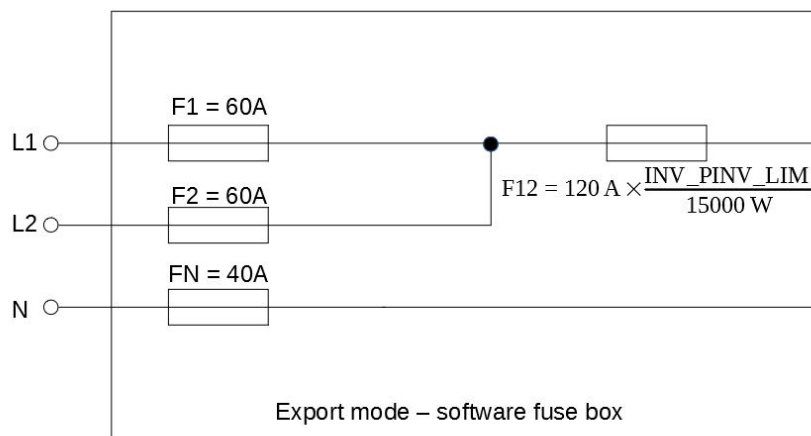 F1 = 60A
L1
F2 = 60A
F12 = 120 A × INV_PINV_LIM / 15000 W
L2
FN = 40A
N
Export mode – software fuse box